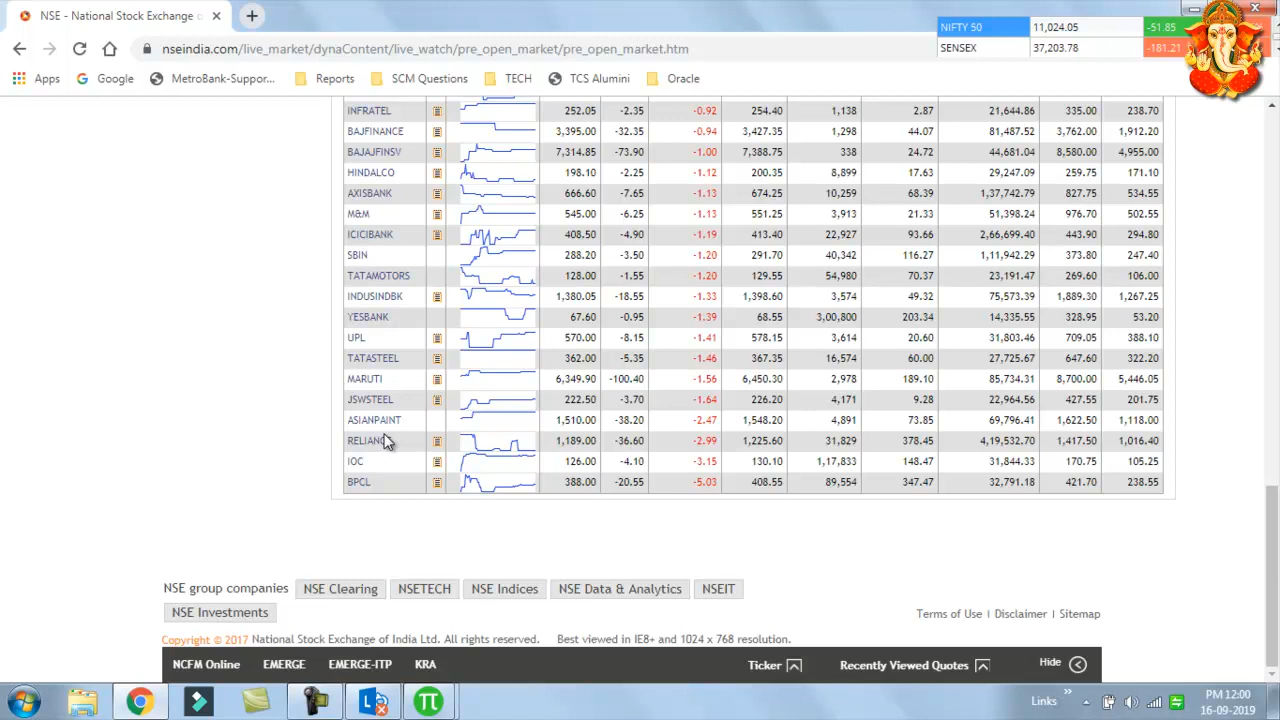 NSE - National Stock Exchange o
nseindia.com/live_market/dynaContent/live_watch/pre_open_market/pre_open_market.htm
NIFTY 50 11,024.05 -51.85
SENSEX 37,203.78 -181.21
Apps Google MetroBank-Suppor... Reports SCM Questions TECH TCS Alumini Oracle
INFRATEL 252.05 -2.35 -0.92 254.40 1,138 2.87 21,644.86 335.00 238.70
BAJFINANCE 3,395.00 -32.35 -0.94 3,427.35 1,298 44.07 81,487.52 3,762.00 1,912.20
BAJAJFINSV 7,314.85 -73.90 -1.00 7,388.75 338 24.72 44,681.04 8,580.00 4,955.00
HINDALCO 198.10 -2.25 -1.12 200.35 8,899 17.63 29,247.09 259.75 171.10
AXISBANK 666.60 -7.65 -1.13 674.25 10,259 68.39 1,37,742.79 827.75 534.55
M&M 545.00 -6.25 -1.13 551.25 3,913 21.33 51,398.24 976.70 502.55
ICICIBANK 408.50 -4.90 -1.19 413.40 22,927 93.66 2,66,699.40 443.90 294.80
SBIN 288.20 -3.50 -1.20 291.70 40,342 116.27 1,11,942.29 373.80 247.40
TATAMOTORS 128.00 -1.55 -1.20 129.55 54,980 70.37 23,191.47 269.60 106.00
INDUSINDBK 1,380.05 -18.55 -1.33 1,398.60 3,574 49.32 75,573.39 1,889.30 1,267.25
YESBANK 67.60 -0.95 -1.39 68.55 3,00,800 203.34 14,335.55 328.95 53.20
UPL 570.00 -8.15 -1.41 578.15 3,614 20.60 31,803.46 709.05 388.10
TATASTEEL 362.00 -5.35 -1.46 367.35 16,574 60.00 27,725.67 647.60 322.20
MARUTI 6,349.90 -100.40 -1.56 6,450.30 2,978 189.10 85,734.31 8,700.00 5,446.05
JSWSTEEL 222.50 -3.70 -1.64 226.20 4,171 9.28 22,964.56 427.55 201.75
ASIANPAINT 1,510.00 -38.20 -2.47 1,548.20 4,891 73.85 69,796.41 1,622.50 1,118.00
RELIANC 1,189.00 -36.60 -2.99 1,225.60 31,829 378.45 4,19,532.70 1,417.50 1,016.40
IOC 126.00 -4.10 -3.15 130.10 1,17,833 148.47 31,844.33 170.75 105.25
BPCL 388.00 -20.55 -5.03 408.55 89,554 347.47 32,791.18 421.70 238.55
NSE group companies NSE Clearing NSETECH NSE Indices NSE Data & Analytics NSEIT
NSE Investments
Terms of Use | Disclaimer | Sitemap
Copyright © 2017 National Stock Exchange of India Ltd. All rights reserved. Best viewed in IE8+ and 1024 x 768 resolution.
NCFM Online EMERGE EMERGE-ITP KRA Ticker Recently Viewed Quotes Hide
Links
PM 12:00
16-09-2019